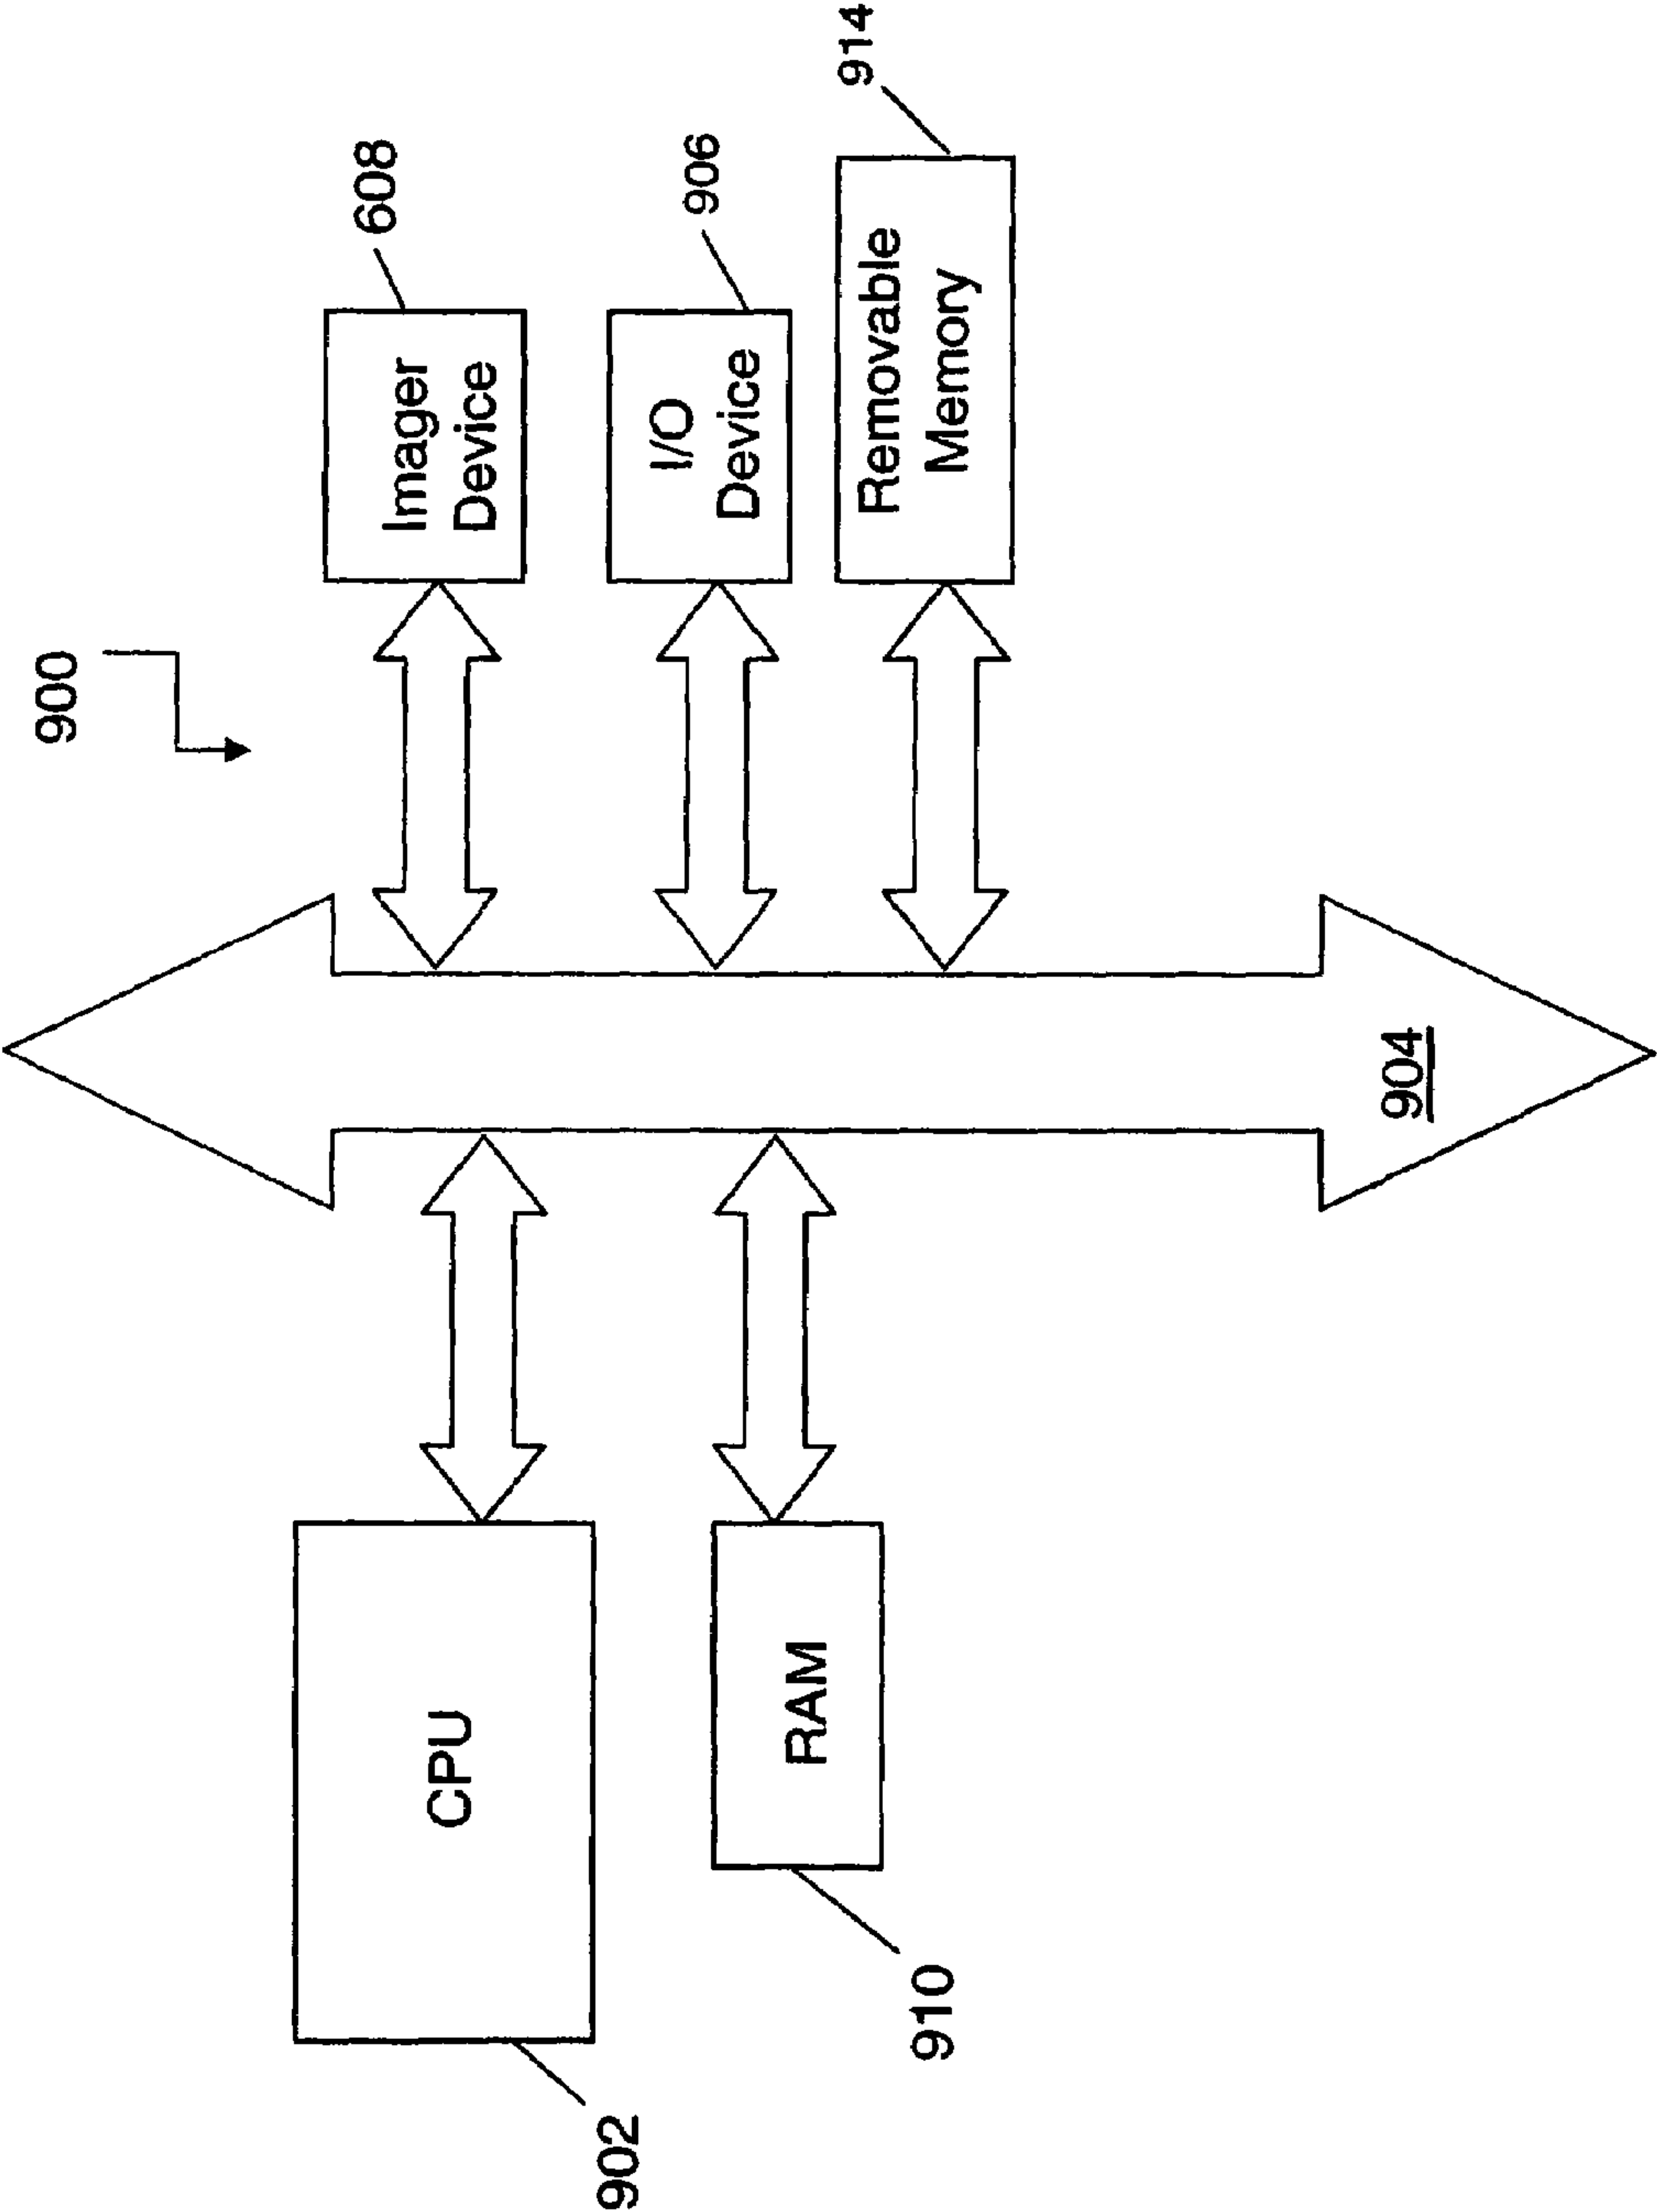 900
902
CPU
Imager
Device
608
910
RAM
I/O
Device
906
Removable
Memory
914
904